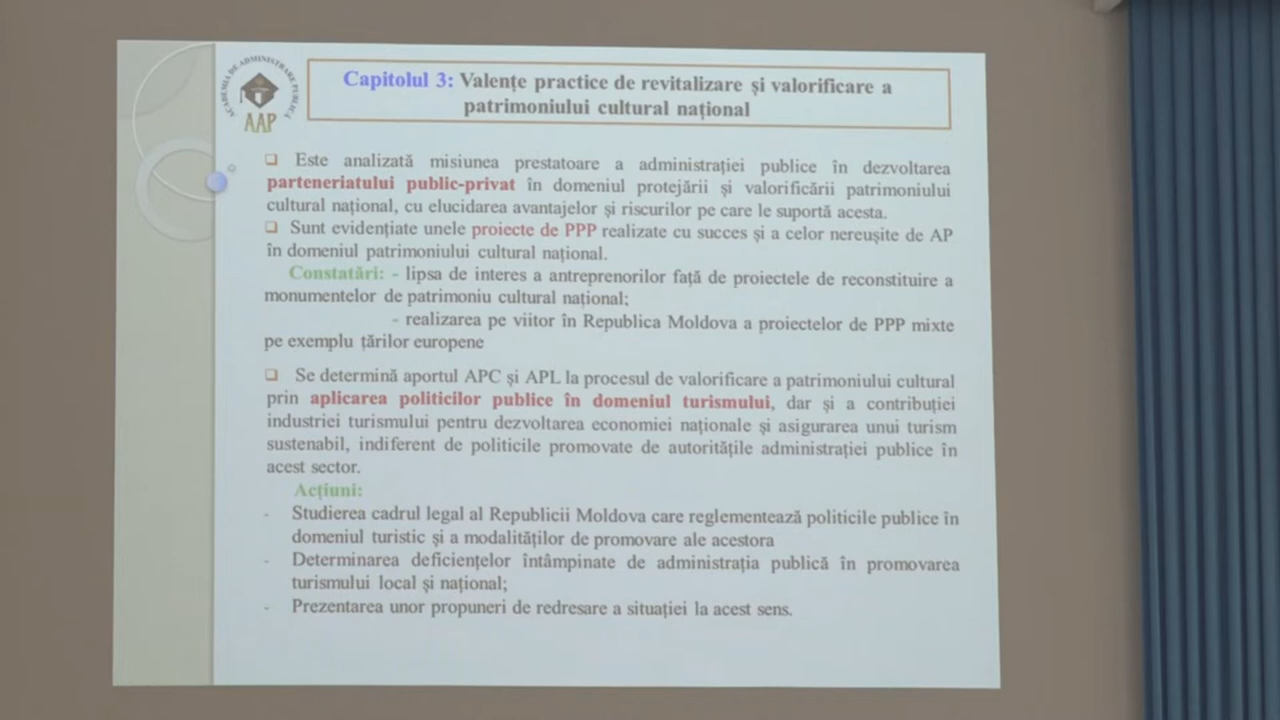 ACADEMIA DE ADMINISTRARE PUBLICĂ
AAP
Capitolul 3: Valențe practice de revitalizare și valorificare a
patrimoniului cultural național
❑ Este analizată misiunea prestatoare a administrației publice în dezvoltarea
parteneriatului public-privat în domeniul protejării și valorificării patrimoniului
cultural național, cu elucidarea avantajelor și riscurilor pe care le suportă acesta.
❑ Sunt evidențiate unele proiecte de PPP realizate cu succes și a celor nereușite de AP
în domeniul patrimoniului cultural național.
Constatări: - lipsa de interes a antreprenorilor față de proiectele de reconstituire a
monumentelor de patrimoniu cultural național;
- realizarea pe viitor în Republica Moldova a proiectelor de PPP mixte
pe exemplu țărilor europene
❑ Se determină aportul APC și APL la procesul de valorificare a patrimoniului cultural
prin aplicarea politicilor publice în domeniul turismului, dar și a contribuției
industriei turismului pentru dezvoltarea economiei naționale și asigurarea unui turism
sustenabil, indiferent de politicile promovate de autoritățile administrației publice în
acest sector.
Acțiuni:
- Studierea cadrul legal al Republicii Moldova care reglementează politicile publice în
domeniul turistic și a modalităților de promovare ale acestora
- Determinarea deficiențelor întâmpinate de administrația publică în promovarea
turismului local și național;
- Prezentarea unor propuneri de redresare a situației la acest sens.